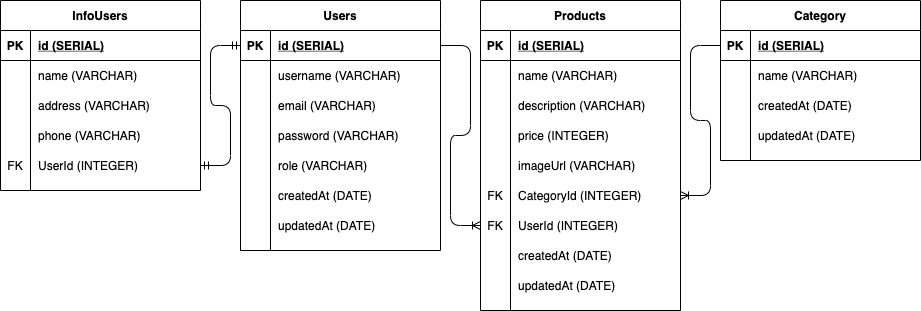 InfoUsers
PK id (SERIAL)
name (VARCHAR)
address (VARCHAR)
phone (VARCHAR)
FK UserId (INTEGER)
Users
PK id (SERIAL)
username (VARCHAR)
email (VARCHAR)
password (VARCHAR)
role (VARCHAR)
createdAt (DATE)
updatedAt (DATE)
Products
PK id (SERIAL)
name (VARCHAR)
description (VARCHAR)
price (INTEGER)
imageUrl (VARCHAR)
FK CategoryId (INTEGER)
FK UserId (INTEGER)
createdAt (DATE)
updatedAt (DATE)
Category
PK id (SERIAL)
name (VARCHAR)
createdAt (DATE)
updatedAt (DATE)